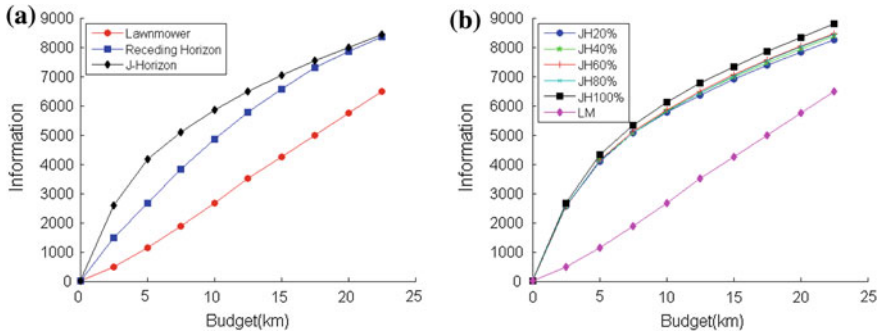 (a)
9000
8000
7000
6000
5000
4000
3000
2000
1000
0
Information
Lawnmower
Receding Horizon
J-Horizon
0 5 10 15 20 25
Budget(km)
(b)
9000
8000
7000
6000
5000
4000
3000
2000
1000
0
Information
JH20%
JH40%
JH60%
JH80%
JH100%
LM
0 5 10 15 20 25
Budget(km)